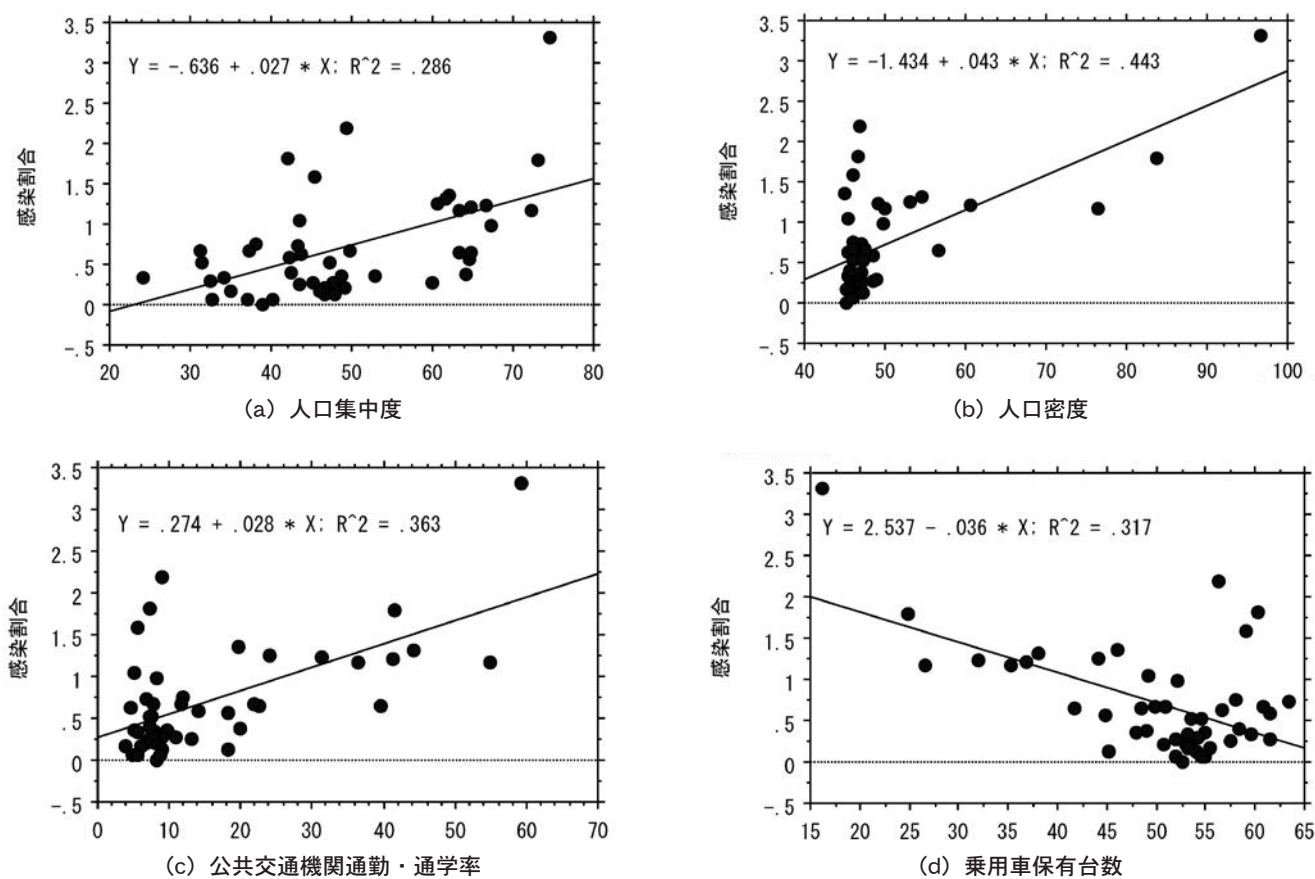 3.5
3
2.5
2
1.5
1
.5
0
-.5
感染割合
Y = -.636 + .027 * X; R^2 = .286
20 30 40 50 60 70 80
(a) 人口集中度
3.5
3
2.5
2
1.5
1
.5
0
-.5
感染割合
Y = -1.434 + .043 * X; R^2 = .443
40 50 60 70 80 90 100
(b) 人口密度
3.5
3
2.5
2
1.5
1
.5
0
-.5
感染割合
Y = .274 + .028 * X; R^2 = .363
0 10 20 30 40 50 60 70
(c) 公共交通機関通勤・通学率
3.5
3
2.5
2
1.5
1
.5
0
-.5
感染割合
Y = 2.537 - .036 * X; R^2 = .317
15 20 25 30 35 40 45 50 55 60 65
(d) 乗用車保有台数